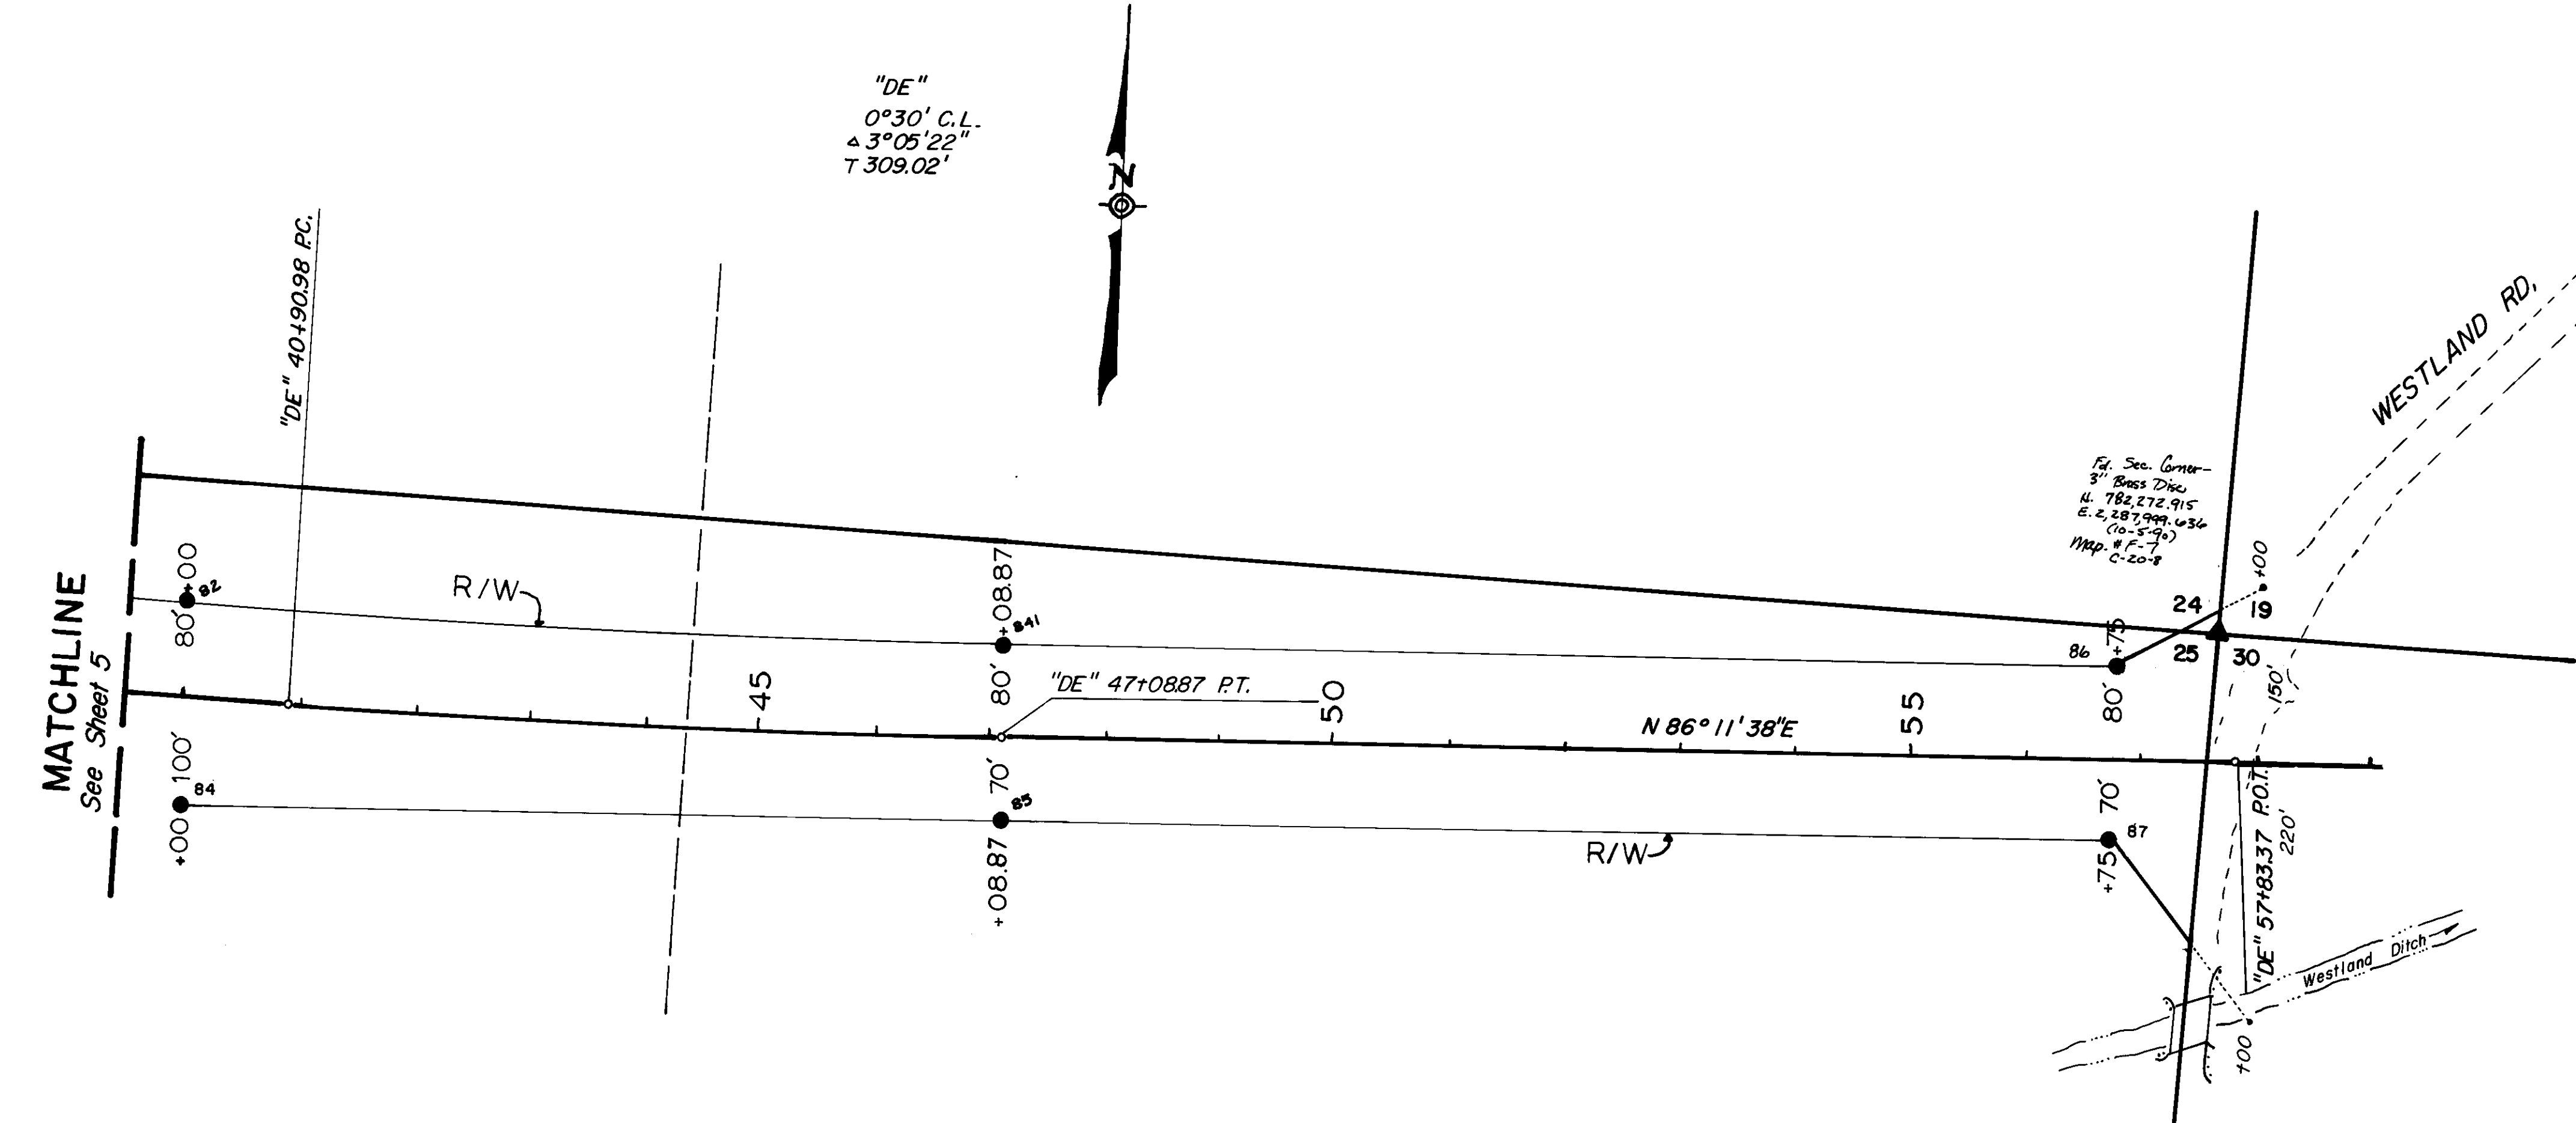 "DE"
0°30' C.L.
△ 3°05'22"
T 309.02'
N
"DE" 40+90.98 P.C.
WESTLAND RD.
Fd. Sec. Corner-
3" Brass Disc
N. 782,272.915
E. 2,287,999.636
(10-5-90)
Map. # F-7
C-20-8
MATCHLINE
See Sheet 5
+00
82
80'
R/W
+08.87
841
80'
+75
86
80'
24
19
25
30
+00
150'
45
"DE" 47+08.87 P.T.
50
N 86° 11' 38"E
55
100'
84
+00
70'
85
+08.87
R/W
70'
87
+75
"DE" 57+83.37 P.O.T.
220'
Westland Ditch
+00